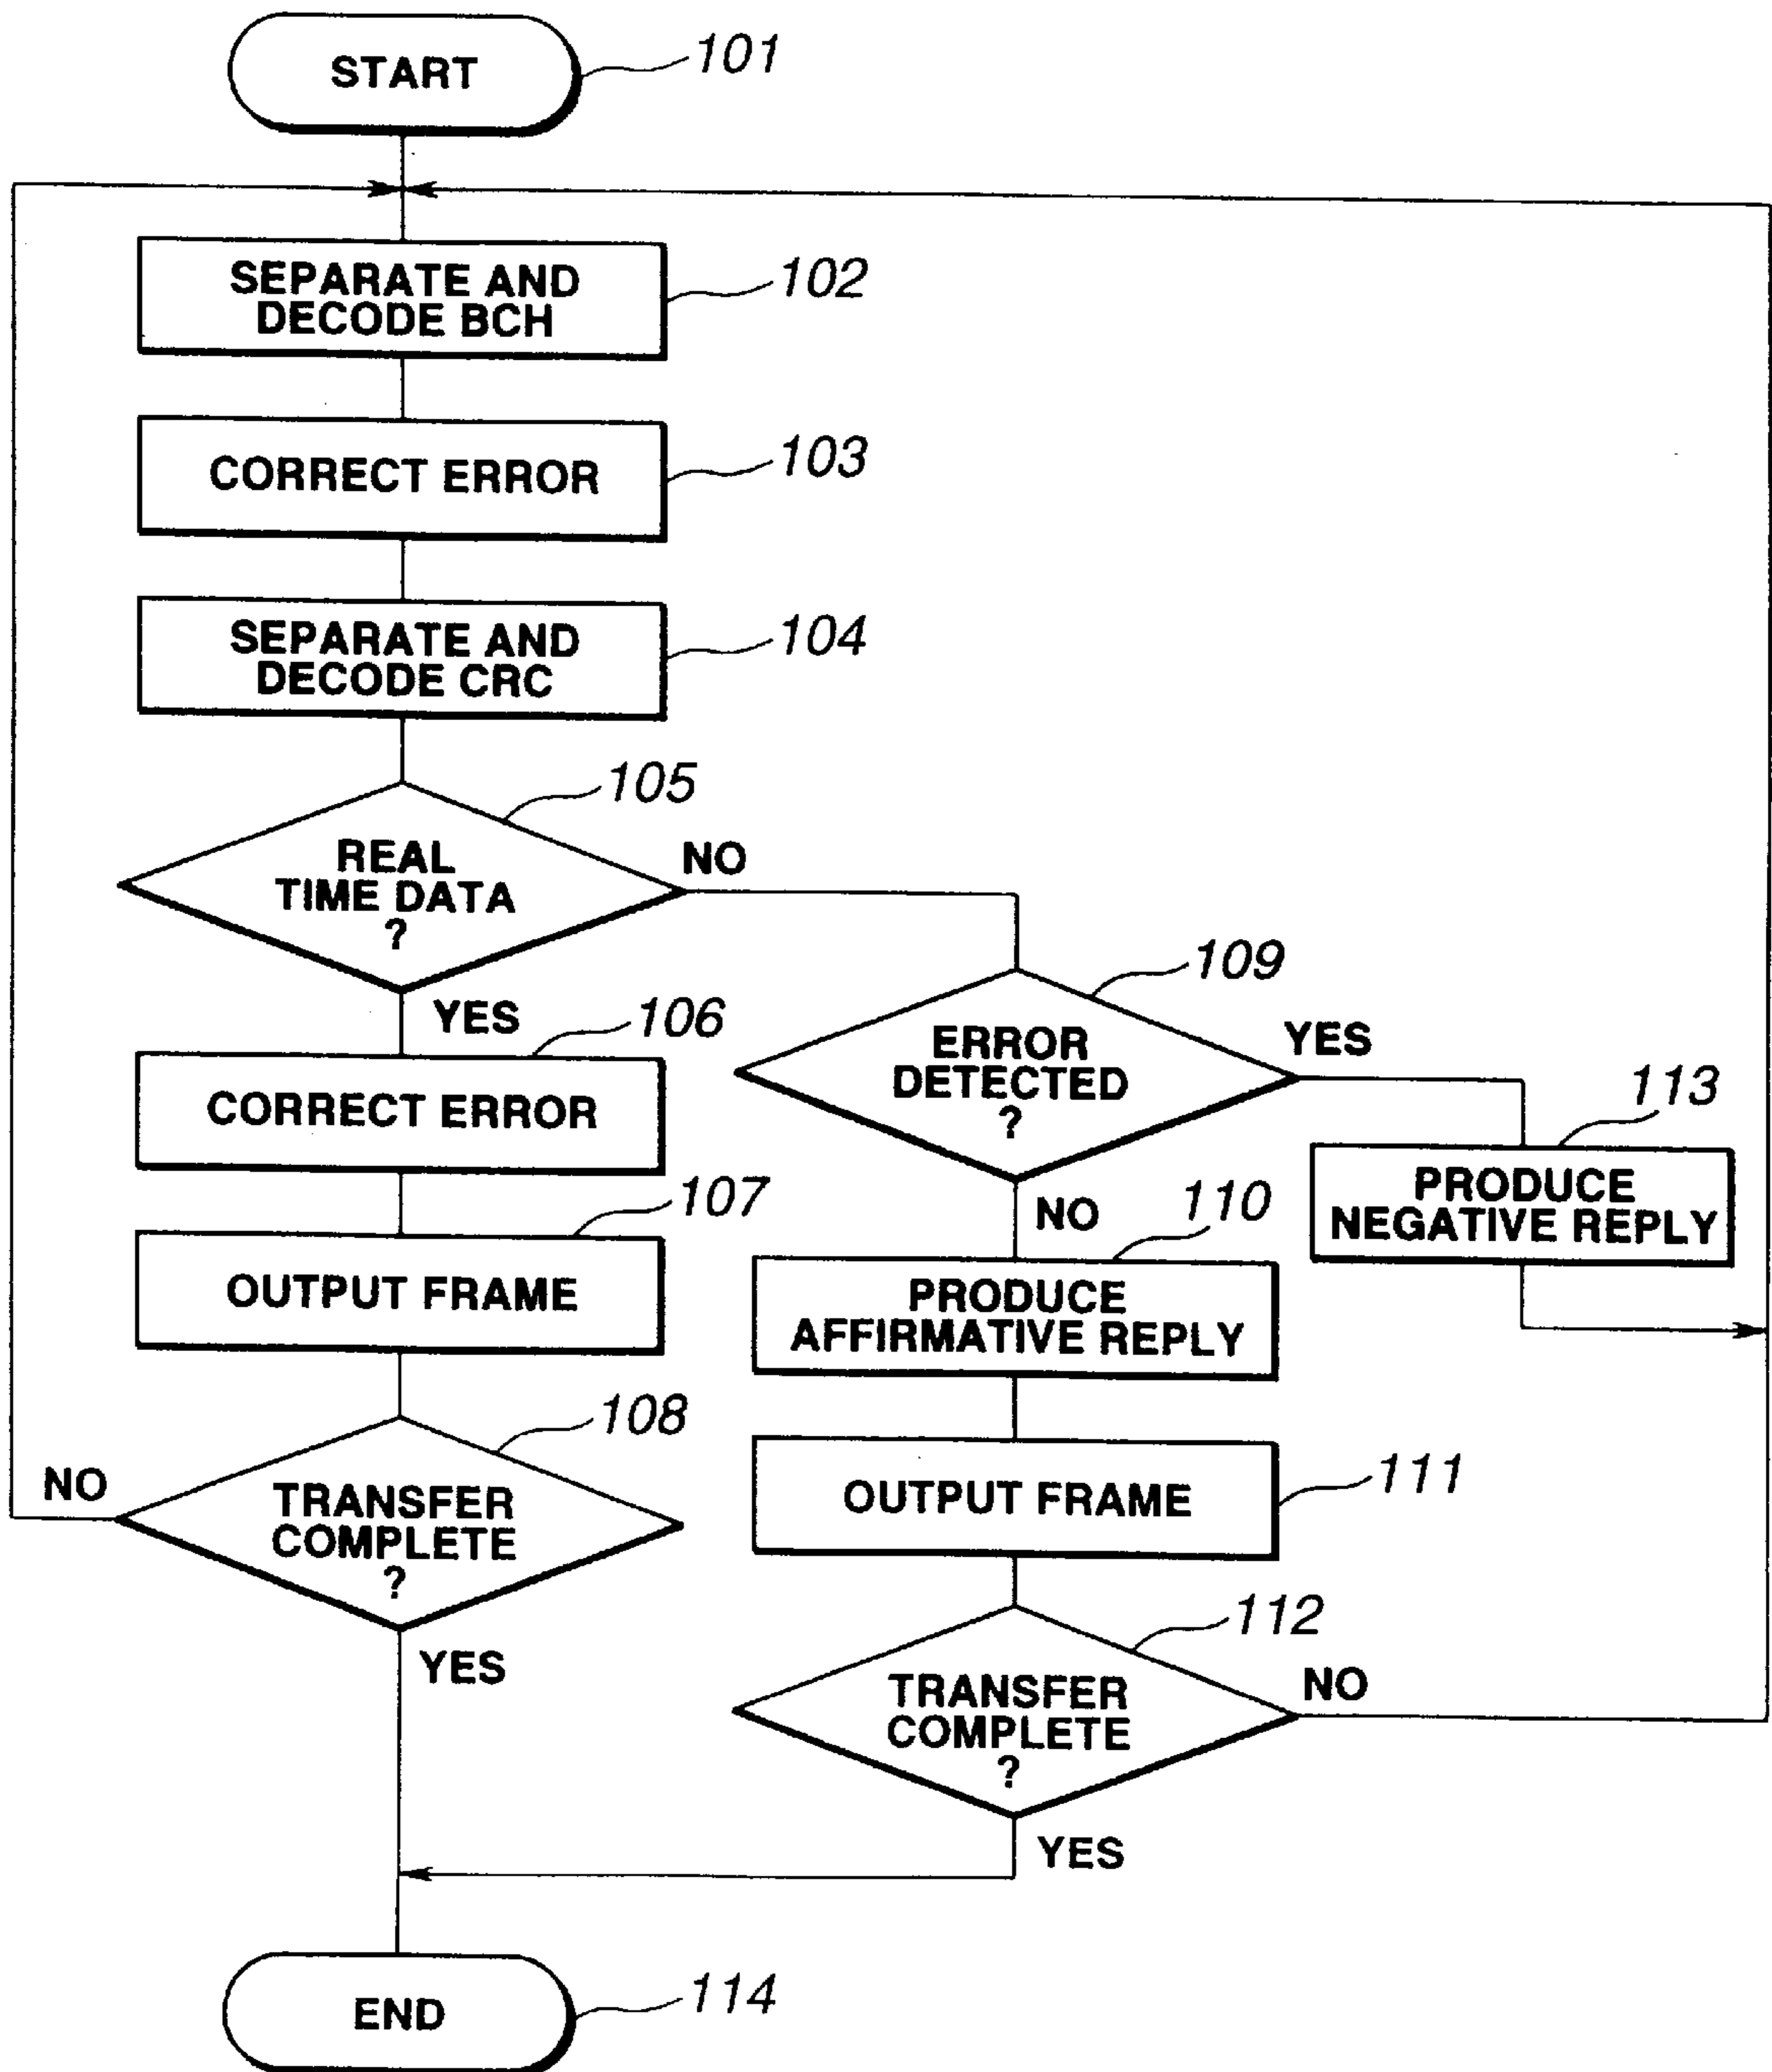 START
101
SEPARATE AND
DECODE BCH
102
CORRECT ERROR
103
SEPARATE AND
DECODE CRC
104
105
REAL
TIME DATA
?
NO
YES
106
CORRECT ERROR
107
OUTPUT FRAME
108
NO
TRANSFER
COMPLETE
?
YES
109
ERROR
DETECTED
?
YES
113
PRODUCE
NEGATIVE REPLY
NO
110
PRODUCE
AFFIRMATIVE REPLY
OUTPUT FRAME
111
112
TRANSFER
COMPLETE
?
NO
YES
END
114